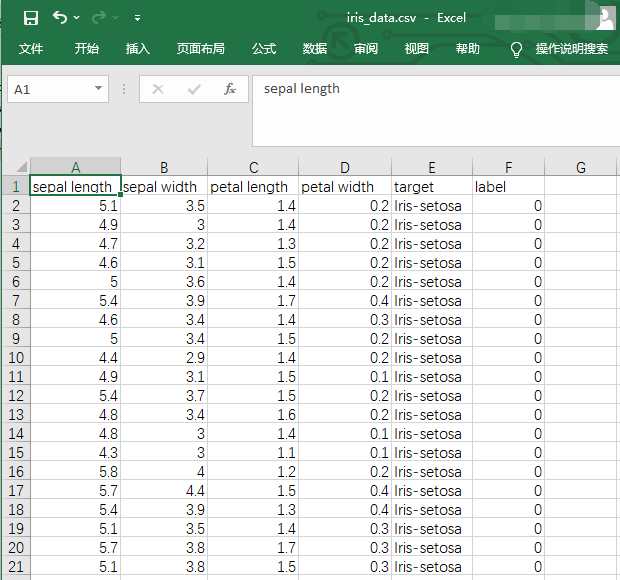 iris_data.csv - Excel
文件 开始 插入 页面布局 公式 数据 审阅 视图 帮助 操作说明搜索
A1 fx sepal length
A B C D E F G
1 sepal length sepal width petal length petal width target label
2 5.1 3.5 1.4 0.2 Iris-setosa 0
3 4.9 3 1.4 0.2 Iris-setosa 0
4 4.7 3.2 1.3 0.2 Iris-setosa 0
5 4.6 3.1 1.5 0.2 Iris-setosa 0
6 5 3.6 1.4 0.2 Iris-setosa 0
7 5.4 3.9 1.7 0.4 Iris-setosa 0
8 4.6 3.4 1.4 0.3 Iris-setosa 0
9 5 3.4 1.5 0.2 Iris-setosa 0
10 4.4 2.9 1.4 0.2 Iris-setosa 0
11 4.9 3.1 1.5 0.1 Iris-setosa 0
12 5.4 3.7 1.5 0.2 Iris-setosa 0
13 4.8 3.4 1.6 0.2 Iris-setosa 0
14 4.8 3 1.4 0.1 Iris-setosa 0
15 4.3 3 1.1 0.1 Iris-setosa 0
16 5.8 4 1.2 0.2 Iris-setosa 0
17 5.7 4.4 1.5 0.4 Iris-setosa 0
18 5.4 3.9 1.3 0.4 Iris-setosa 0
19 5.1 3.5 1.4 0.3 Iris-setosa 0
20 5.7 3.8 1.7 0.3 Iris-setosa 0
21 5.1 3.8 1.5 0.3 Iris-setosa 0